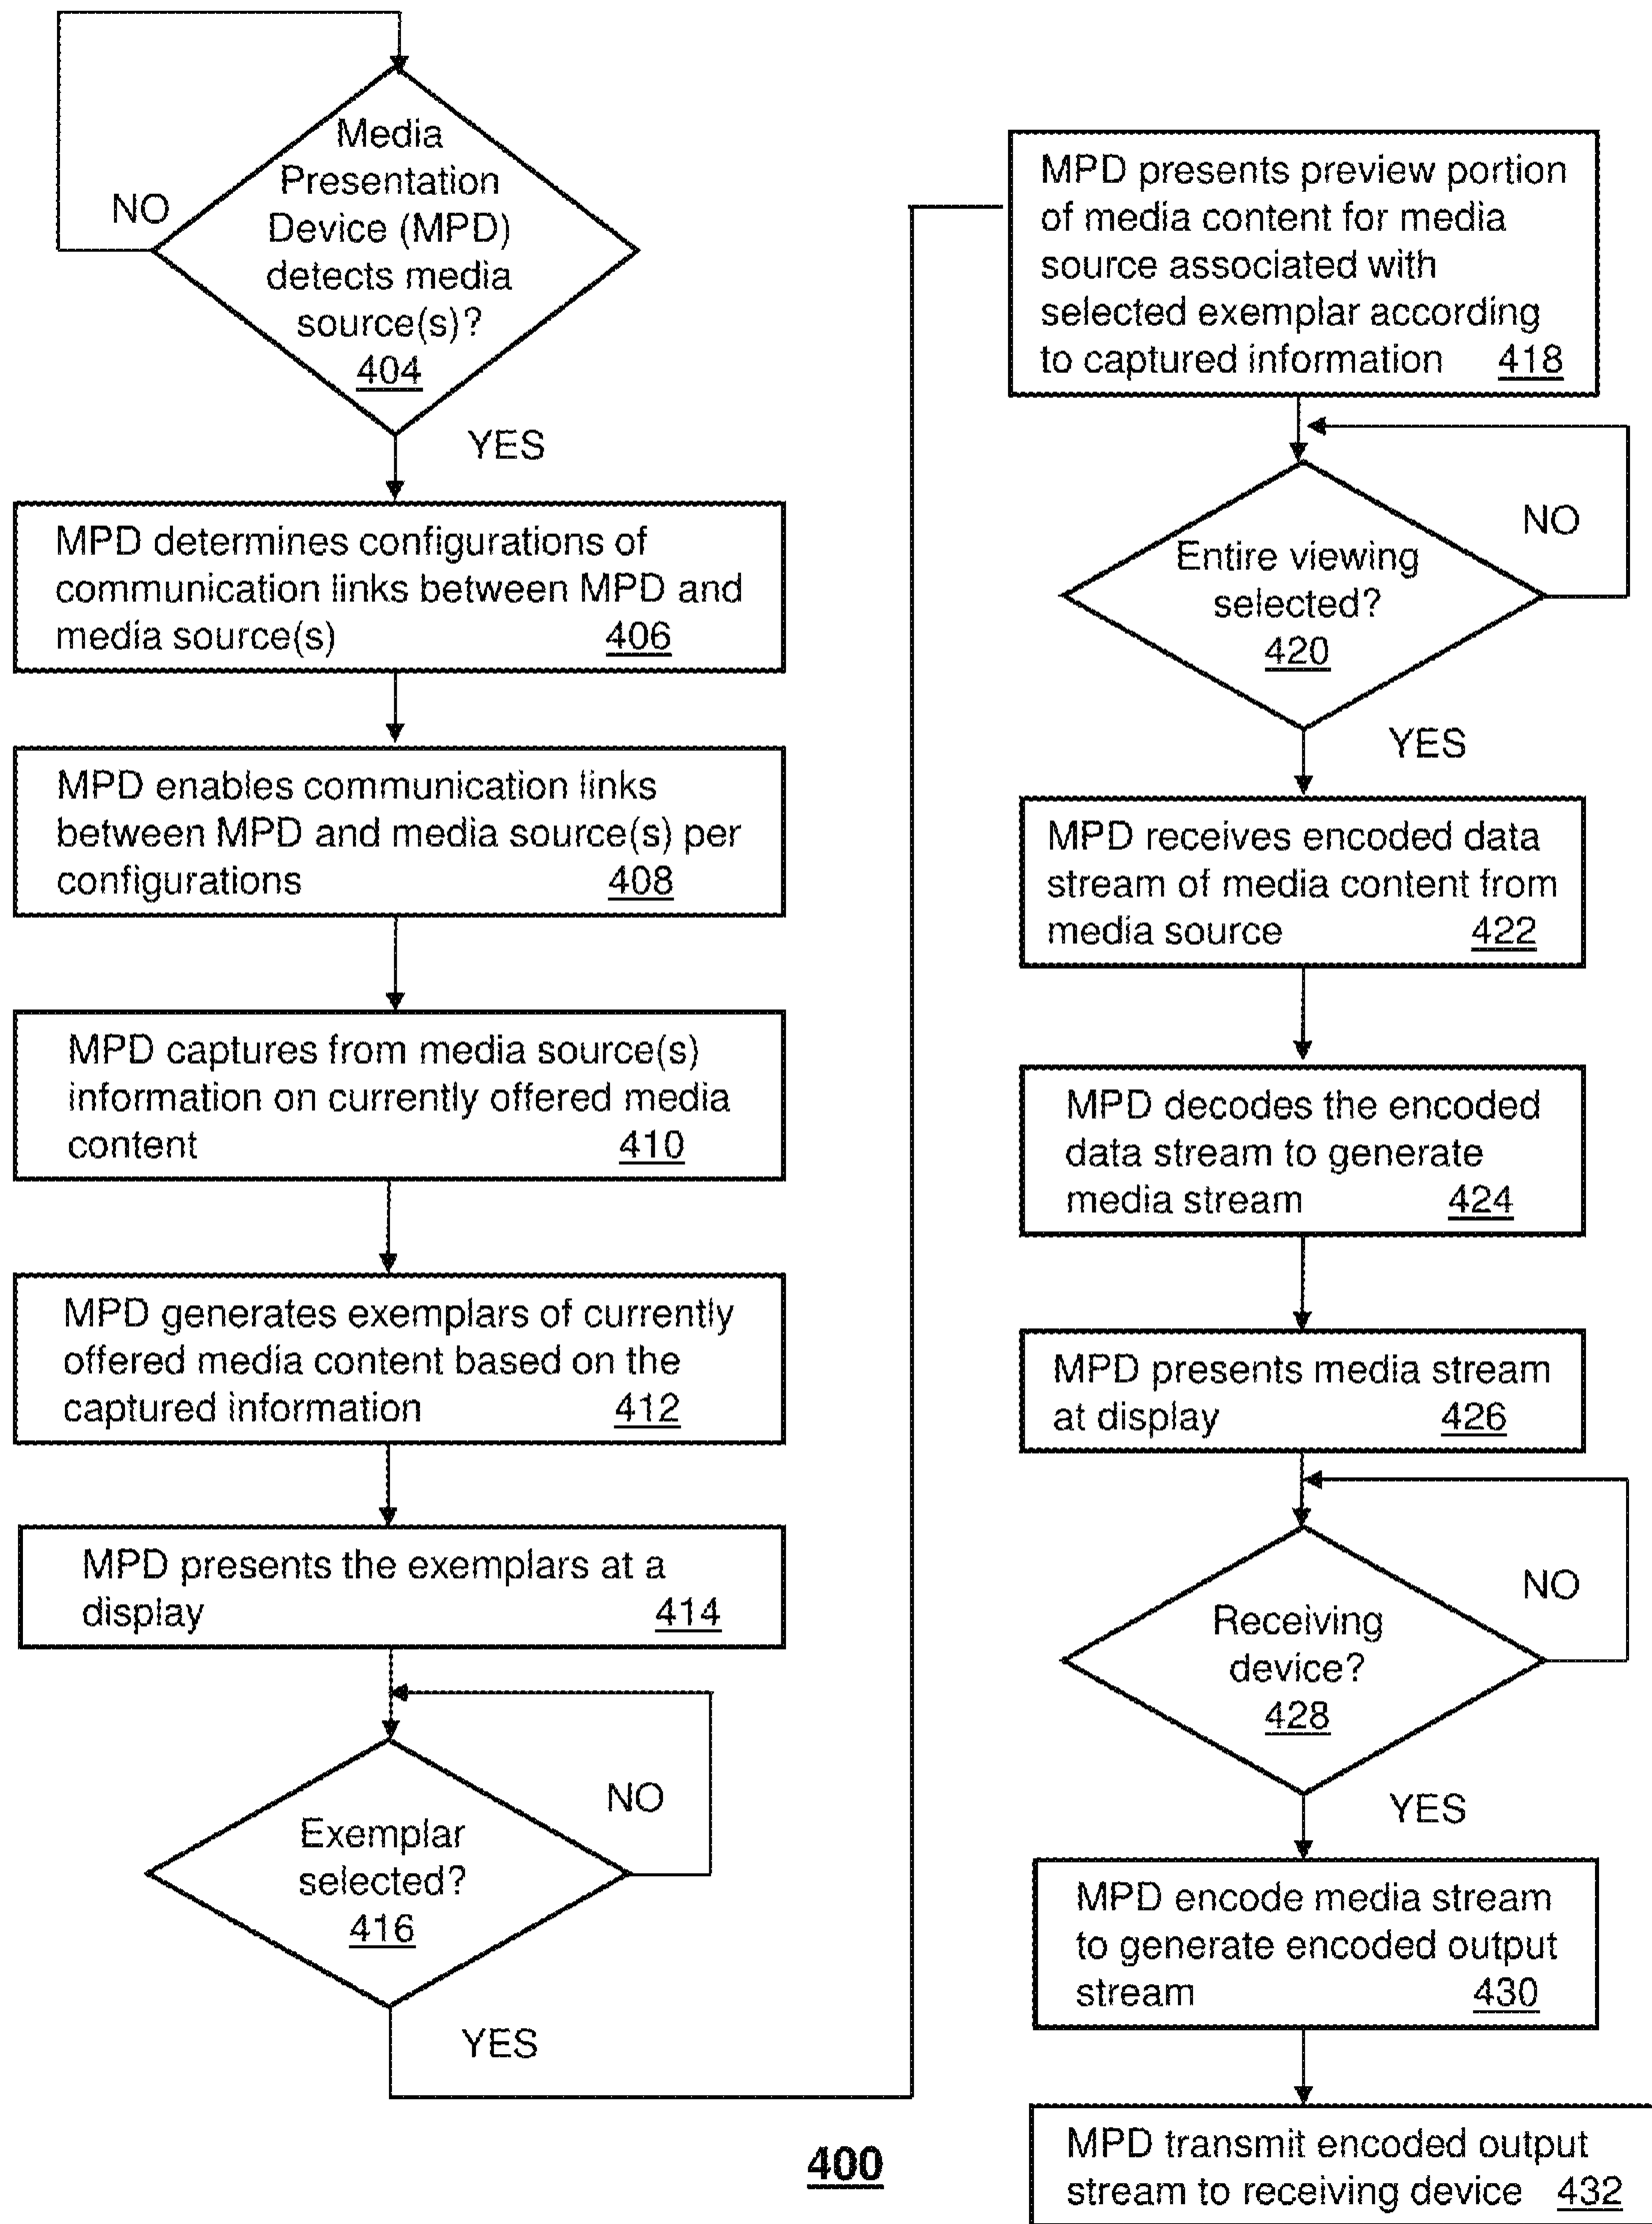 Media
Presentation
Device (MPD)
detects media
source(s)?
404
NO
YES
MPD determines configurations of
communication links between MPD and
media source(s) 406
MPD enables communication links
between MPD and media source(s) per
configurations 408
MPD captures from media source(s)
information on currently offered media
content 410
MPD generates exemplars of currently
offered media content based on the
captured information 412
MPD presents the exemplars at a
display 414
Exemplar
selected?
416
NO
YES
MPD presents preview portion
of media content for media
source associated with
selected exemplar according
to captured information 418
Entire viewing
selected?
420
NO
YES
MPD receives encoded data
stream of media content from
media source 422
MPD decodes the encoded
data stream to generate
media stream 424
MPD presents media stream
at display 426
Receiving
device?
428
NO
YES
MPD encode media stream
to generate encoded output
stream 430
MPD transmit encoded output
stream to receiving device 432
400